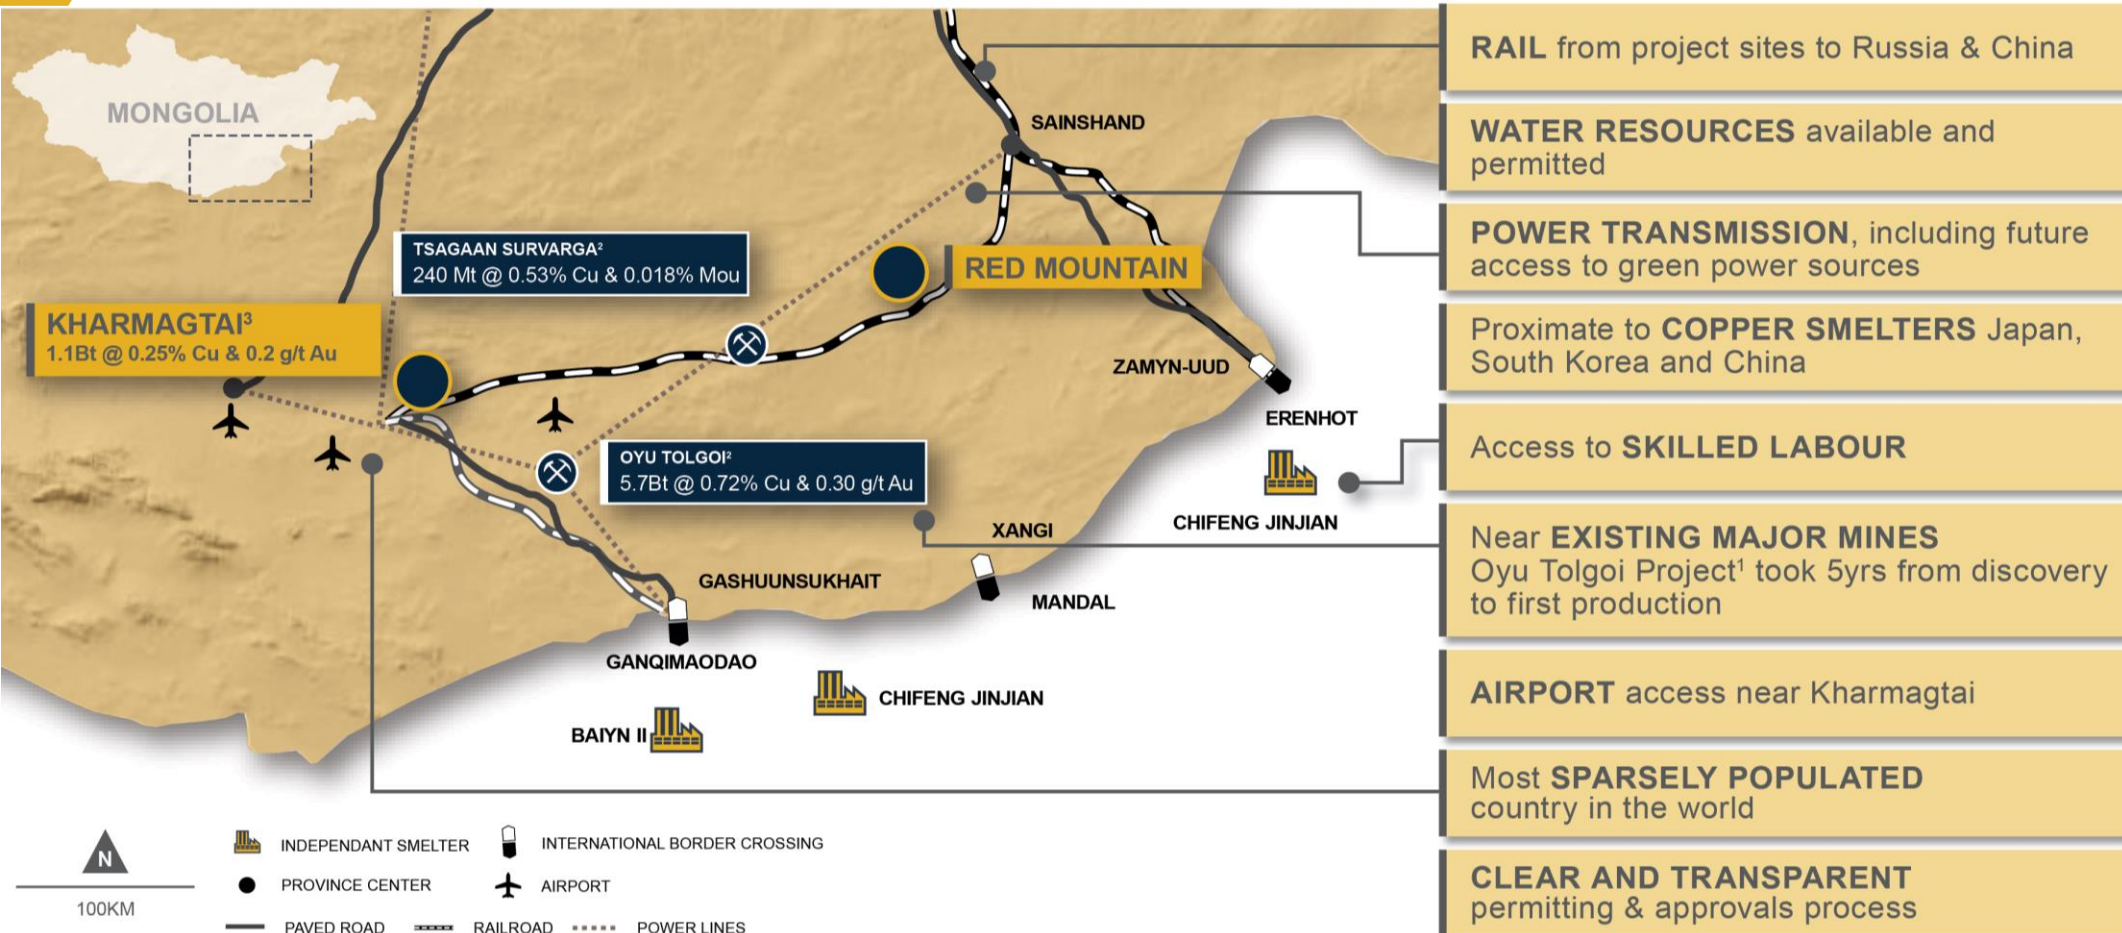 MONGOLIA
SAINSHAND
TSAGAAN SURVARGA²
240 Mt @ 0.53% Cu & 0.018% Mou
RED MOUNTAIN
KHARMAGTAI³
1.1Bt @ 0.25% Cu & 0.2 g/t Au
ZAMYN-UUD
ERENHOT
OYU TOLGOI²
5.7Bt @ 0.72% Cu & 0.30 g/t Au
CHIFENG JINJIAN
XANGI
GASHUUNSUKHAIT
MANDAL
GANQIMAODAO
CHIFENG JINJIAN
BAIYN II
N
100KM
INDEPENDANT SMELTER
INTERNATIONAL BORDER CROSSING
PROVINCE CENTER
AIRPORT
PAVED ROAD
RAILROAD
POWER LINES
RAIL from project sites to Russia & China
WATER RESOURCES available and
permitted
POWER TRANSMISSION, including future
access to green power sources
Proximate to COPPER SMELTERS Japan,
South Korea and China
Access to SKILLED LABOUR
Near EXISTING MAJOR MINES
Oyu Tolgoi Project¹ took 5yrs from discovery
to first production
AIRPORT access near Kharmagtai
Most SPARSELY POPULATED
country in the world
CLEAR AND TRANSPARENT
permitting & approvals process